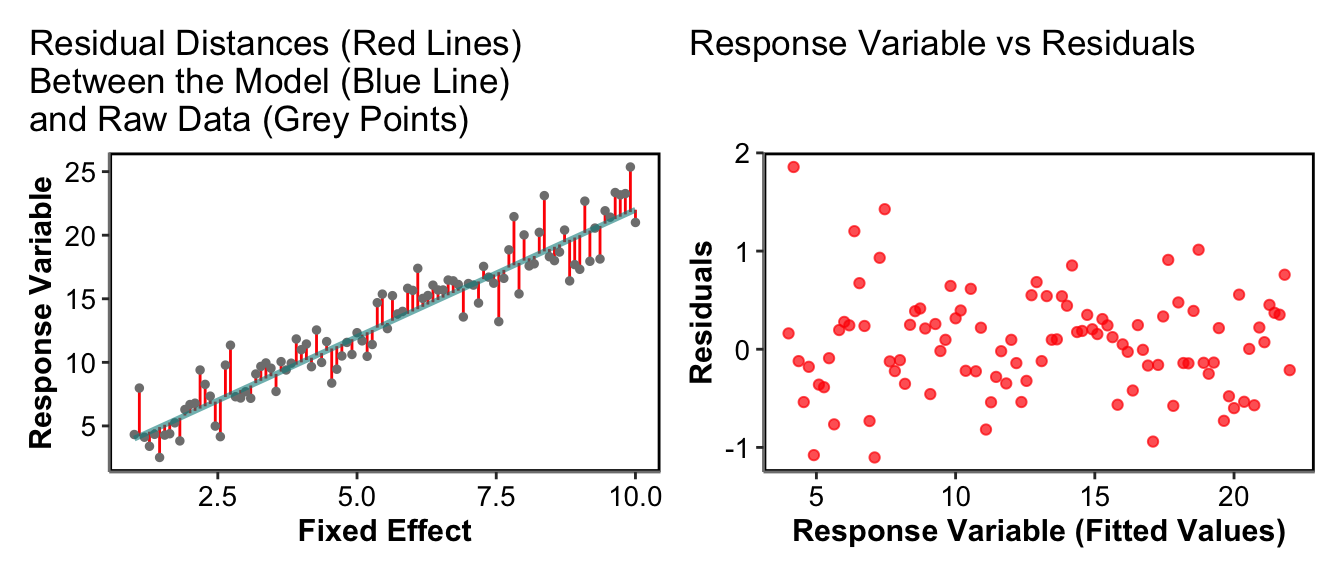 Residual Distances (Red Lines)
Between the Model (Blue Line)
and Raw Data (Grey Points)
Response Variable
25
20
15
10
5
2.5
5.0
7.5
10.0
Fixed Effect
Response Variable vs Residuals
Residuals
2
1
0
-1
5
10
15
20
Response Variable (Fitted Values)